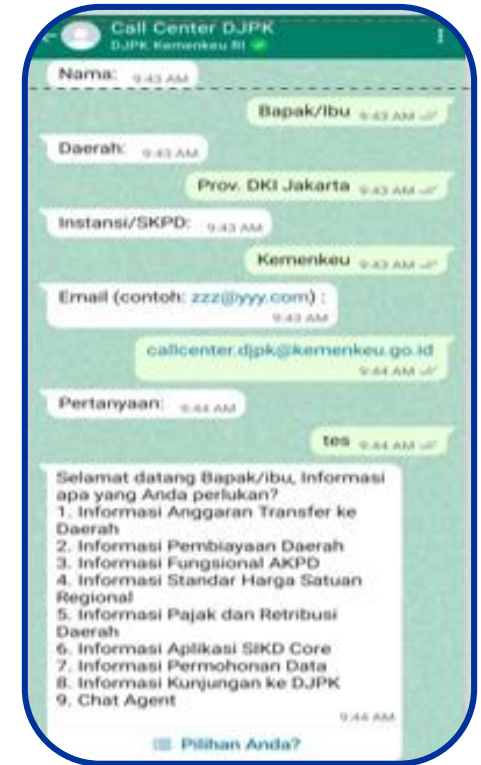 Call Center DJPK
DJPK Kemenkeu RI
Nama: 9:43 AM
Bapak/Ibu 9:43 AM
Daerah: 9:43 AM
Prov. DKI Jakarta 9:43 AM
Instansi/SKPD: 9:43 AM
Kemenkeu 9:43 AM
Email (contoh: zzz@yyy.com) :
9:43 AM
callcenter.djpk@kemenkeu.go.id
9:44 AM
Pertanyaan: 9:44 AM
tes 9:44 AM
Selamat datang Bapak/ibu, Informasi
apa yang Anda perlukan?
1. Informasi Anggaran Transfer ke
Daerah
2. Informasi Pembiayaan Daerah
3. Informasi Fungsional AKPD
4. Informasi Standar Harga Satuan
Regional
5. Informasi Pajak dan Retribusi
Daerah
6. Informasi Aplikasi SIKD Core
7. Informasi Permohonan Data
8. Informasi Kunjungan ke DJPK
9. Chat Agent
9:44 AM
Pilihan Anda?